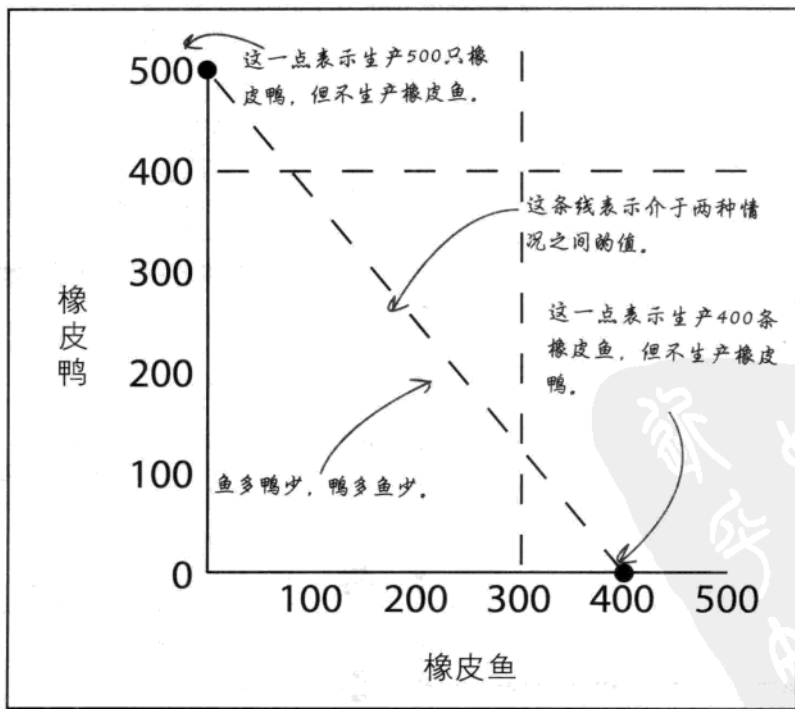 这一点表示生产500只橡
皮鸭，但不生产橡皮鱼。
500
400
这条线表示介于两种情
况之间的值。
300
橡皮鸭
这一点表示生产400条
橡皮鱼，但不生产橡皮
鸭。
200
100
鱼多鸭少，鸭多鱼少。
0
100 200 300 400 500
橡皮鱼